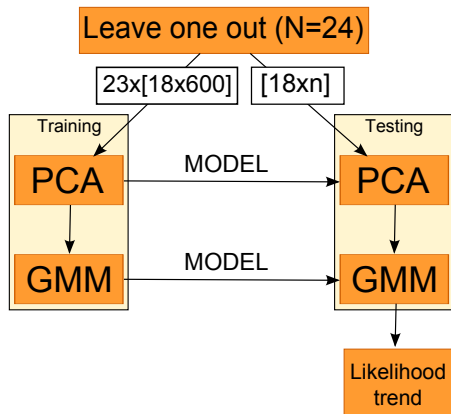 Leave one out (N=24)
23x[18x600]
[18xn]
Training
Testing
PCA
MODEL
PCA
GMM
MODEL
GMM
Likelihood
trend